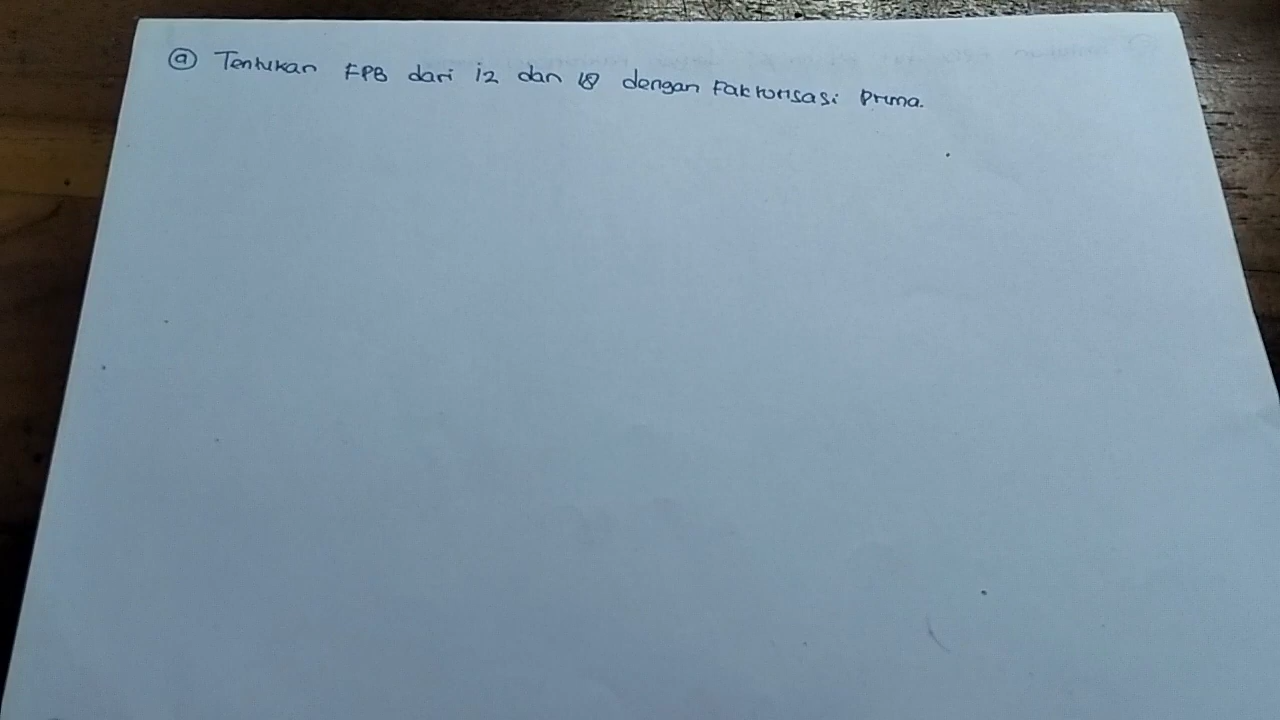 ⓐ Tentukan FPB dari 12 dan 18 dengan Faktorisasi Prima.